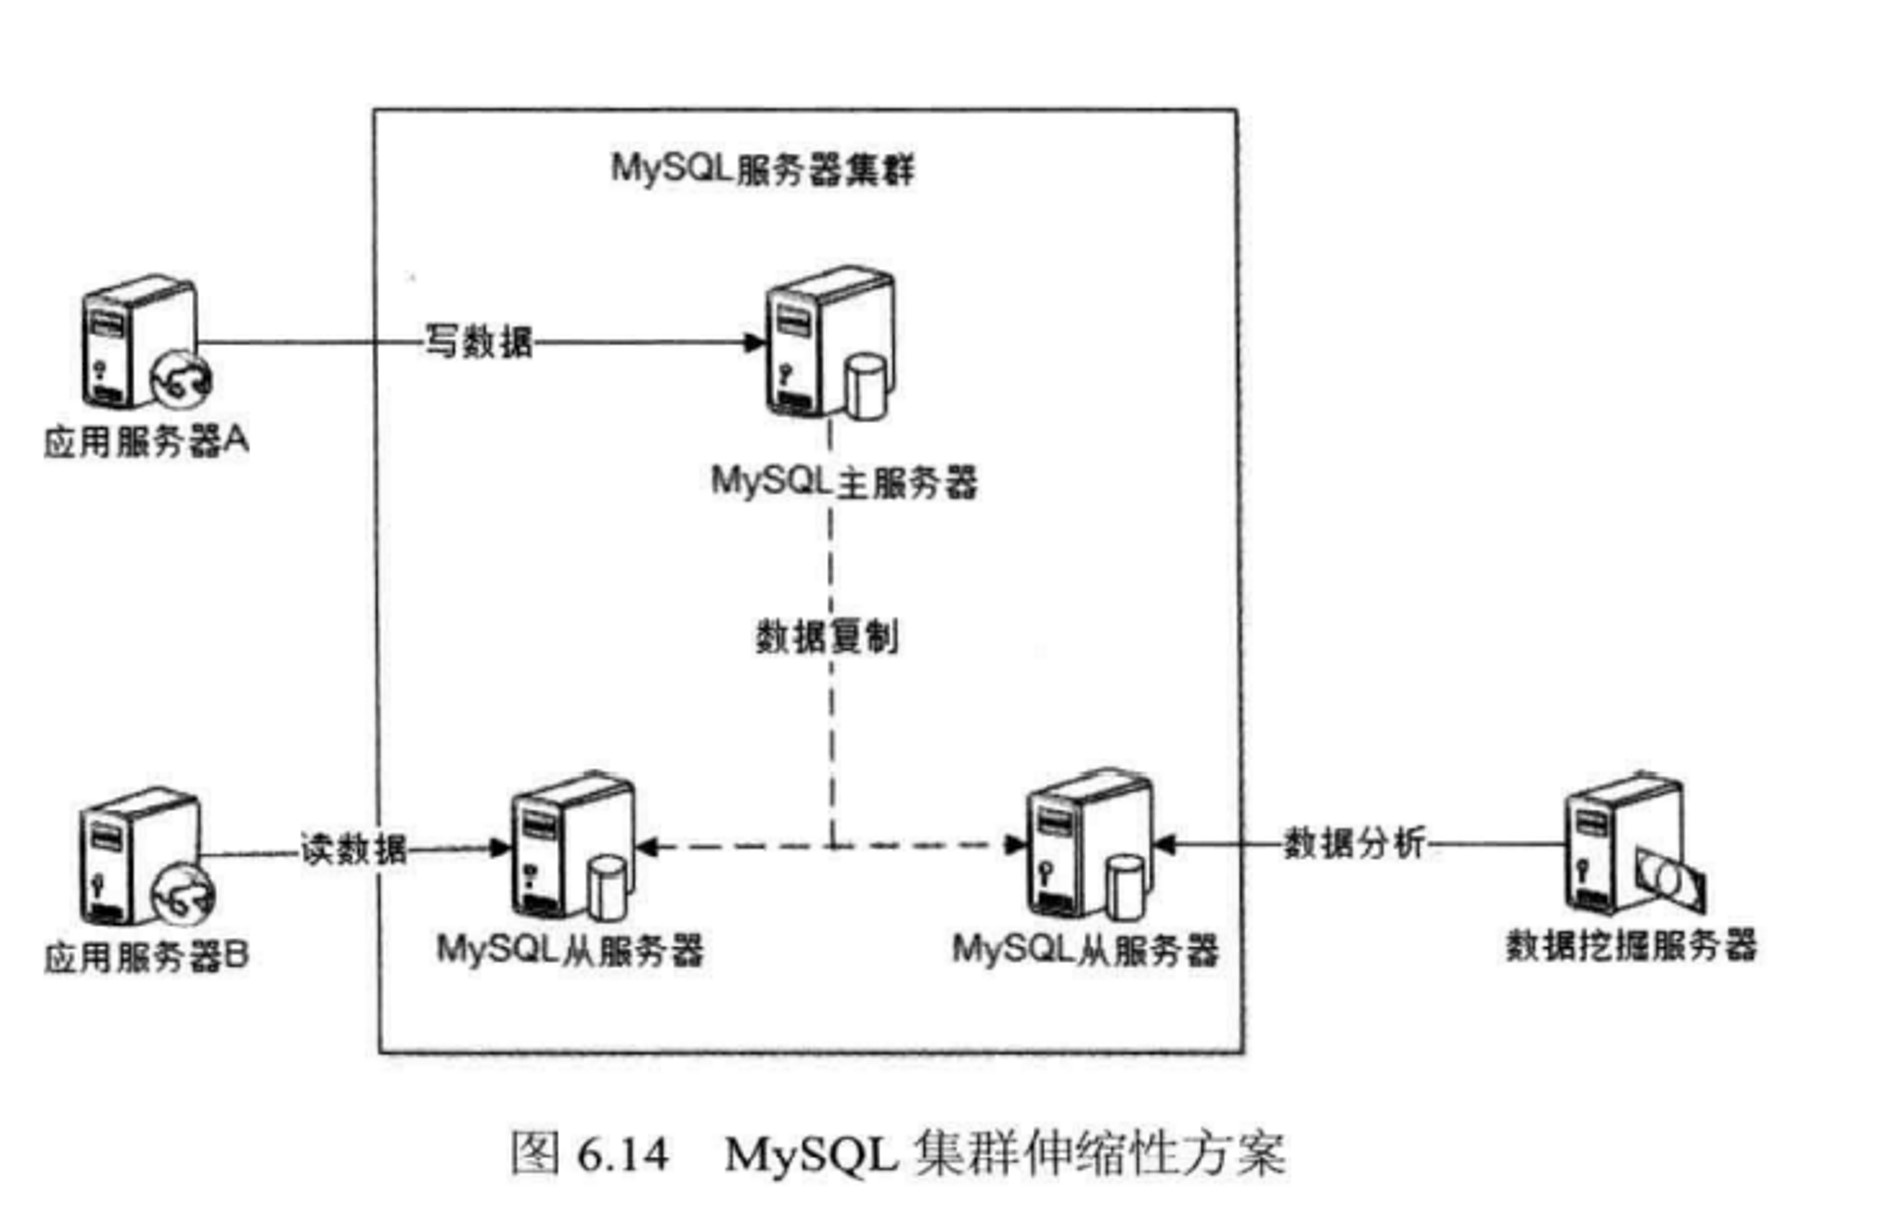 MySQL服务器集群
写数据
应用服务器A
MySQL主服务器
数据复制
读数据
数据分析
应用服务器B
MySQL从服务器
MySQL从服务器
数据挖掘服务器
图 6.14 MySQL 集群伸缩性方案